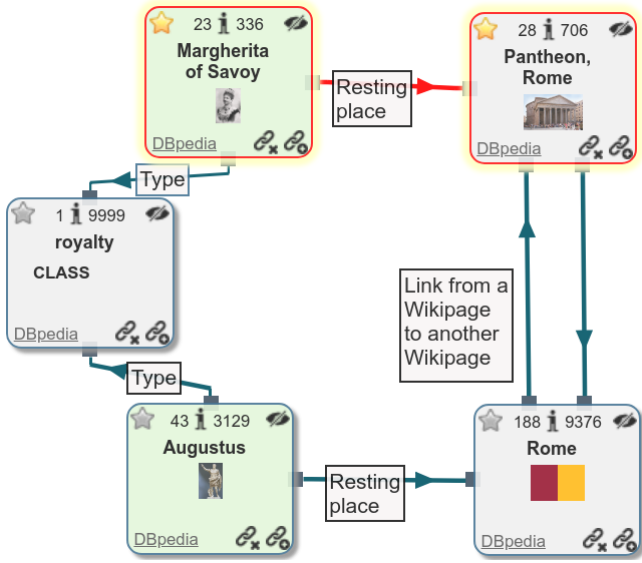 23 336
Margherita
of Savoy
DBpedia
Resting
place
28 706
Pantheon,
Rome
DBpedia
Type
1 9999
royalty
CLASS
DBpedia
Link from a
Wikipage
to another
Wikipage
Type
43 3129
Augustus
DBpedia
Resting
place
188 9376
Rome
DBpedia